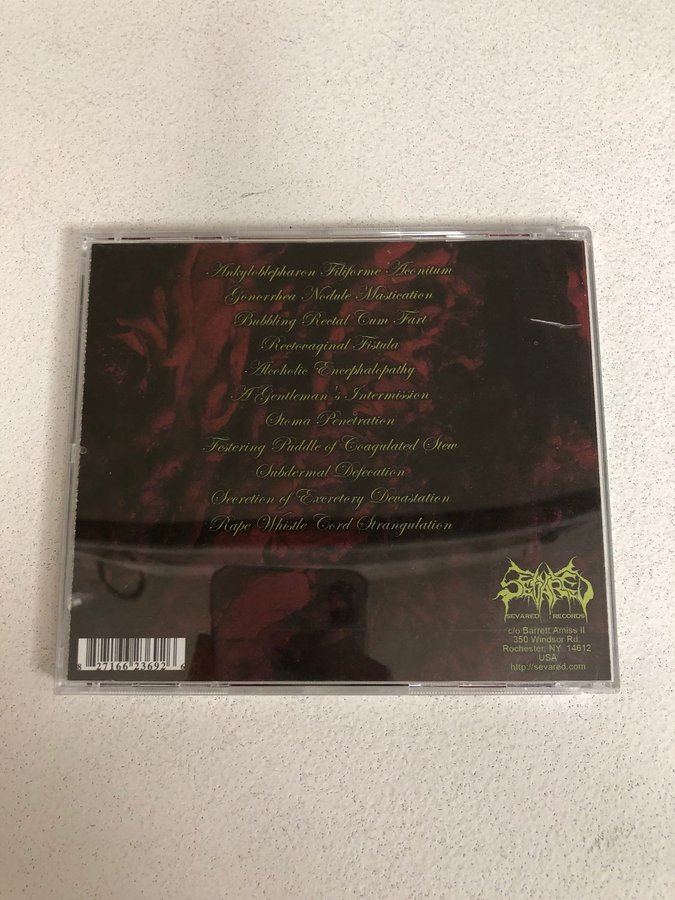 Ankyloblepharon Filiforme Aconitum
Gonorrhea Nodule Mastication
Bubbling Rectal Cum Fart
Rectovaginal Fistula
Alcoholic Encephalopathy
A Gentleman's Intermission
Stoma Penetration
Festering Puddle of Coagulated Stew
Subdermal Defecation
Secretion of Excretory Devastation
Rape Whistle Cord Strangulation
SEVARED
SEVARED RECORDS
c/o Barrett Amiss II
350 Windsor Rd.
Rochester, NY 14612
USA
http://sevared.com
8 27166 23692 6